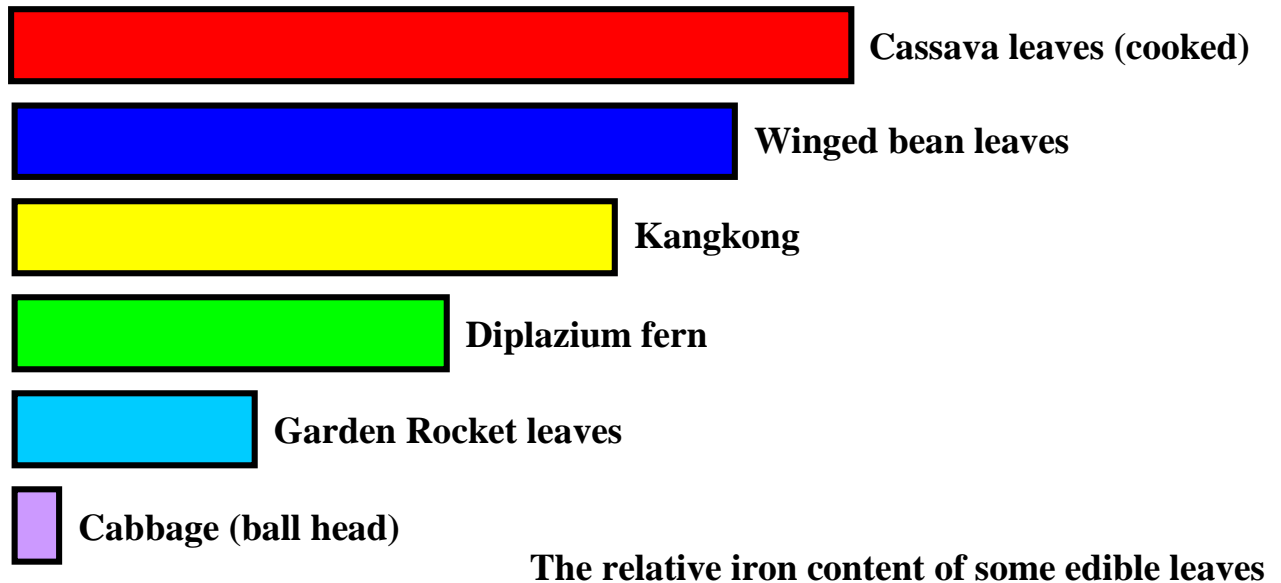 Cassava leaves (cooked)
Winged bean leaves
Kangkong
Diplazium fern
Garden Rocket leaves
Cabbage (ball head)
The relative iron content of some edible leaves